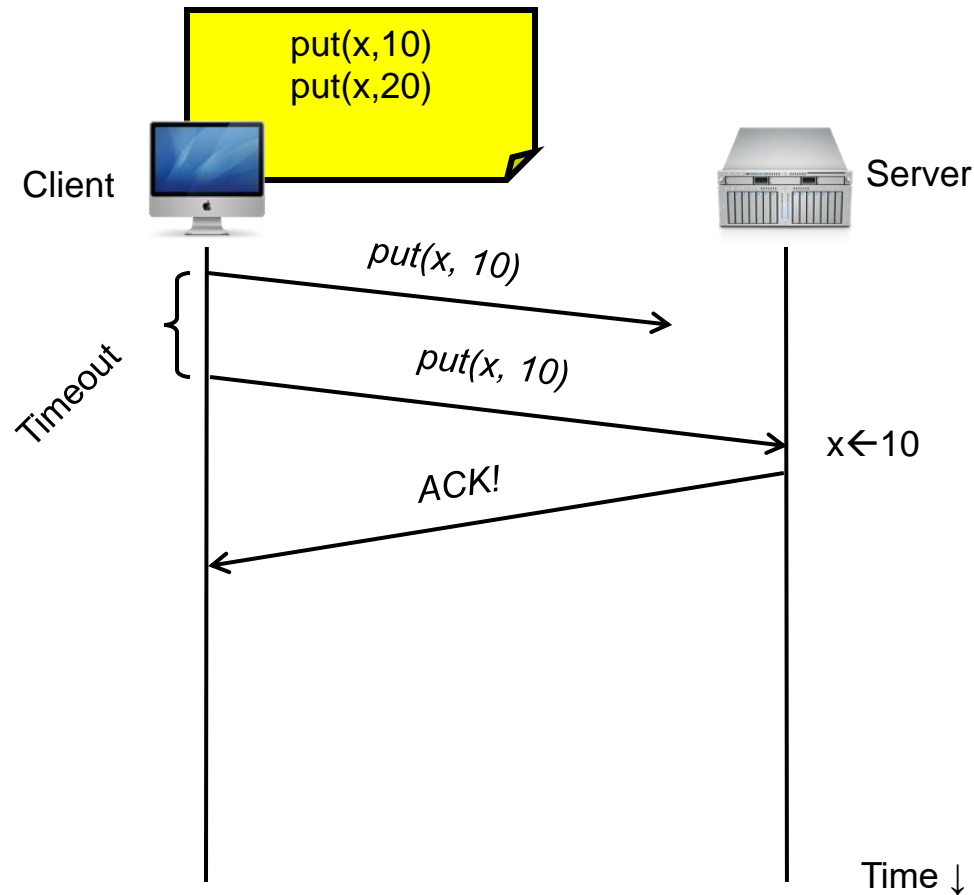 put(x,10)
put(x,20)
Client
Server
put(x, 10)
put(x, 10)
Timeout
x←10
ACK!
Time ↓